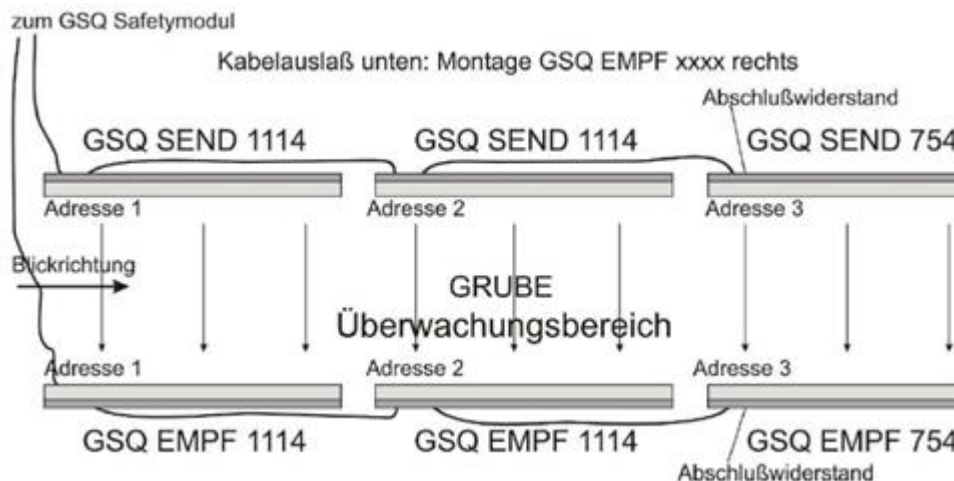 zum GSQ Safetymodul
Kabelauslaß unten: Montage GSQ EMPF xxxx rechts
Abschlußwiderstand
GSQ SEND 1114 GSQ SEND 1114 GSQ SEND 754
Adresse 1 Adresse 2 Adresse 3
Blickrichtung
GRUBE
Überwachungsbereich
Adresse 1 Adresse 2 Adresse 3
GSQ EMPF 1114 GSQ EMPF 1114 GSQ EMPF 754
Abschlußwiderstand